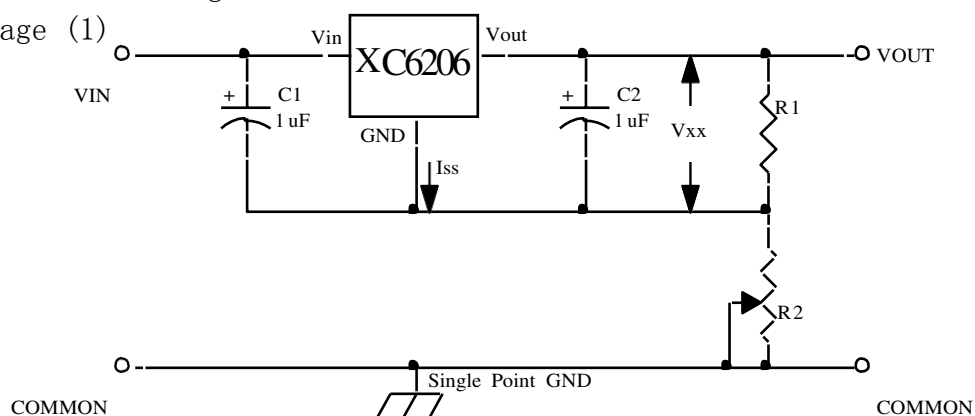 age (1)
Vin
XC6206
Vout
VOUT
VIN
+
C1
1 uF
+
C2
1 uF
R1
Vxx
GND
Iss
R2
Single Point GND
COMMON
COMMON